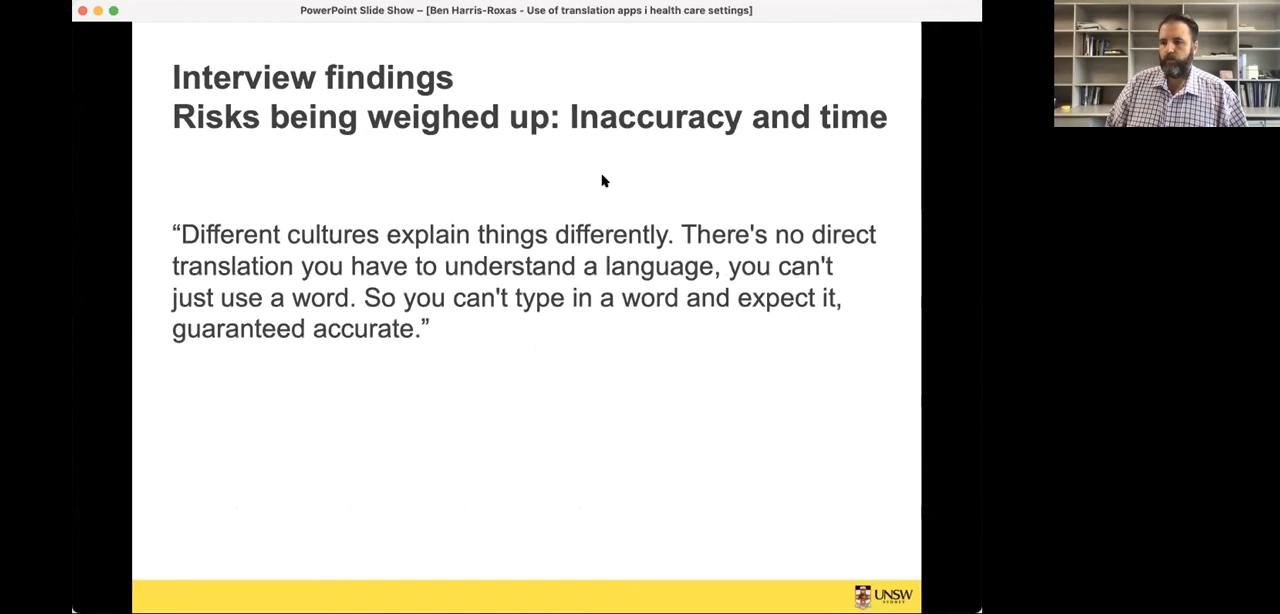 PowerPoint Slide Show – [Ben Harris-Roxas - Use of translation apps i health care settings]
Interview findings
Risks being weighed up: Inaccuracy and time
“Different cultures explain things differently. There's no direct
translation you have to understand a language, you can't
just use a word. So you can't type in a word and expect it,
guaranteed accurate.”
UNSW
SYDNEY